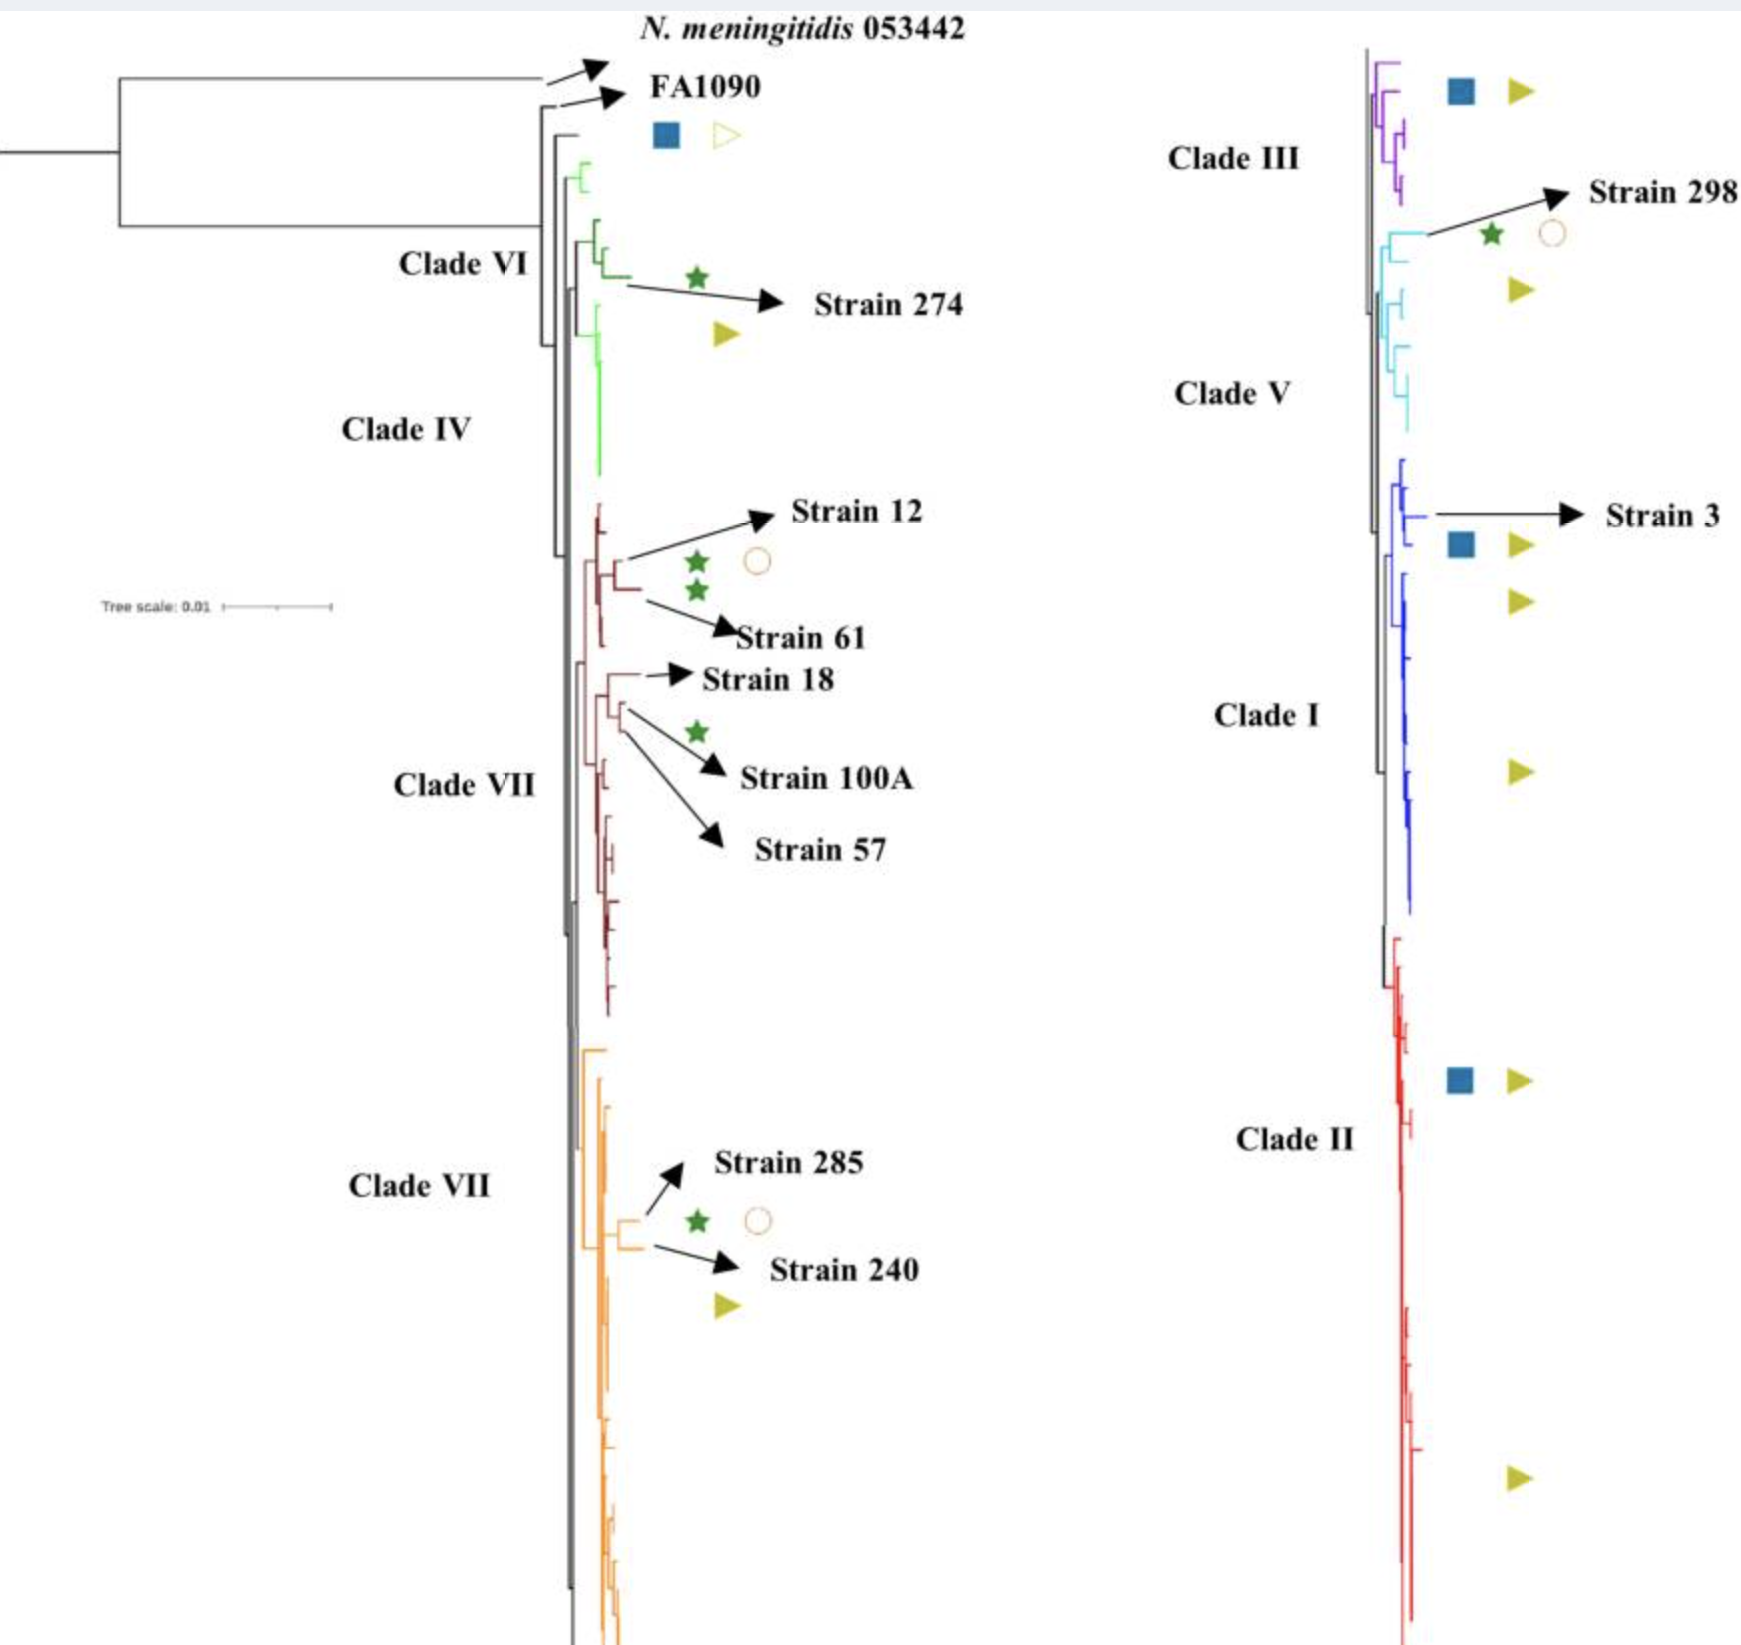 N. meningitidis 053442
FA1090
Clade VI
Strain 274
Clade IV
Strain 12
Tree scale: 0.01
Strain 61
Strain 18
Strain 100A
Clade VII
Strain 57
Strain 285
Clade VII
Strain 240
Clade III
Strain 298
Clade V
Strain 3
Clade I
Clade II